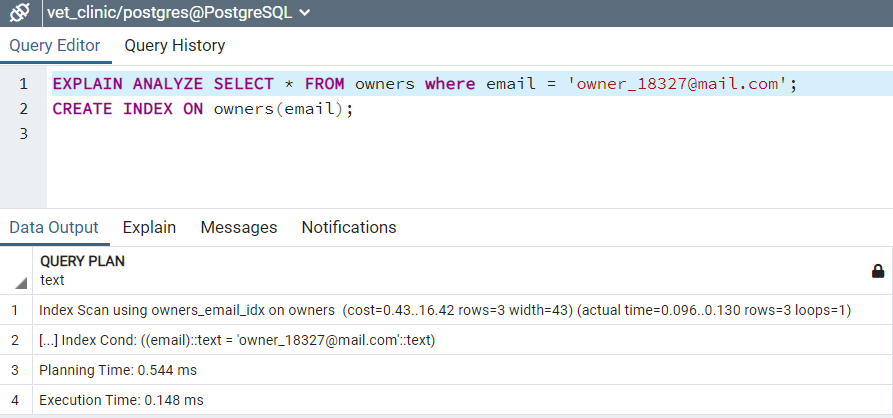 vet_clinic/postgres@PostgreSQL
Query Editor Query History
1 EXPLAIN ANALYZE SELECT * FROM owners where email = 'owner_18327@mail.com';
2 CREATE INDEX ON owners(email);
3
Data Output Explain Messages Notifications
QUERY PLAN
text
1 Index Scan using owners_email_idx on owners (cost=0.43..16.42 rows=3 width=43) (actual time=0.096..0.130 rows=3 loops=1)
2 [...] Index Cond: ((email)::text = 'owner_18327@mail.com'::text)
3 Planning Time: 0.544 ms
4 Execution Time: 0.148 ms